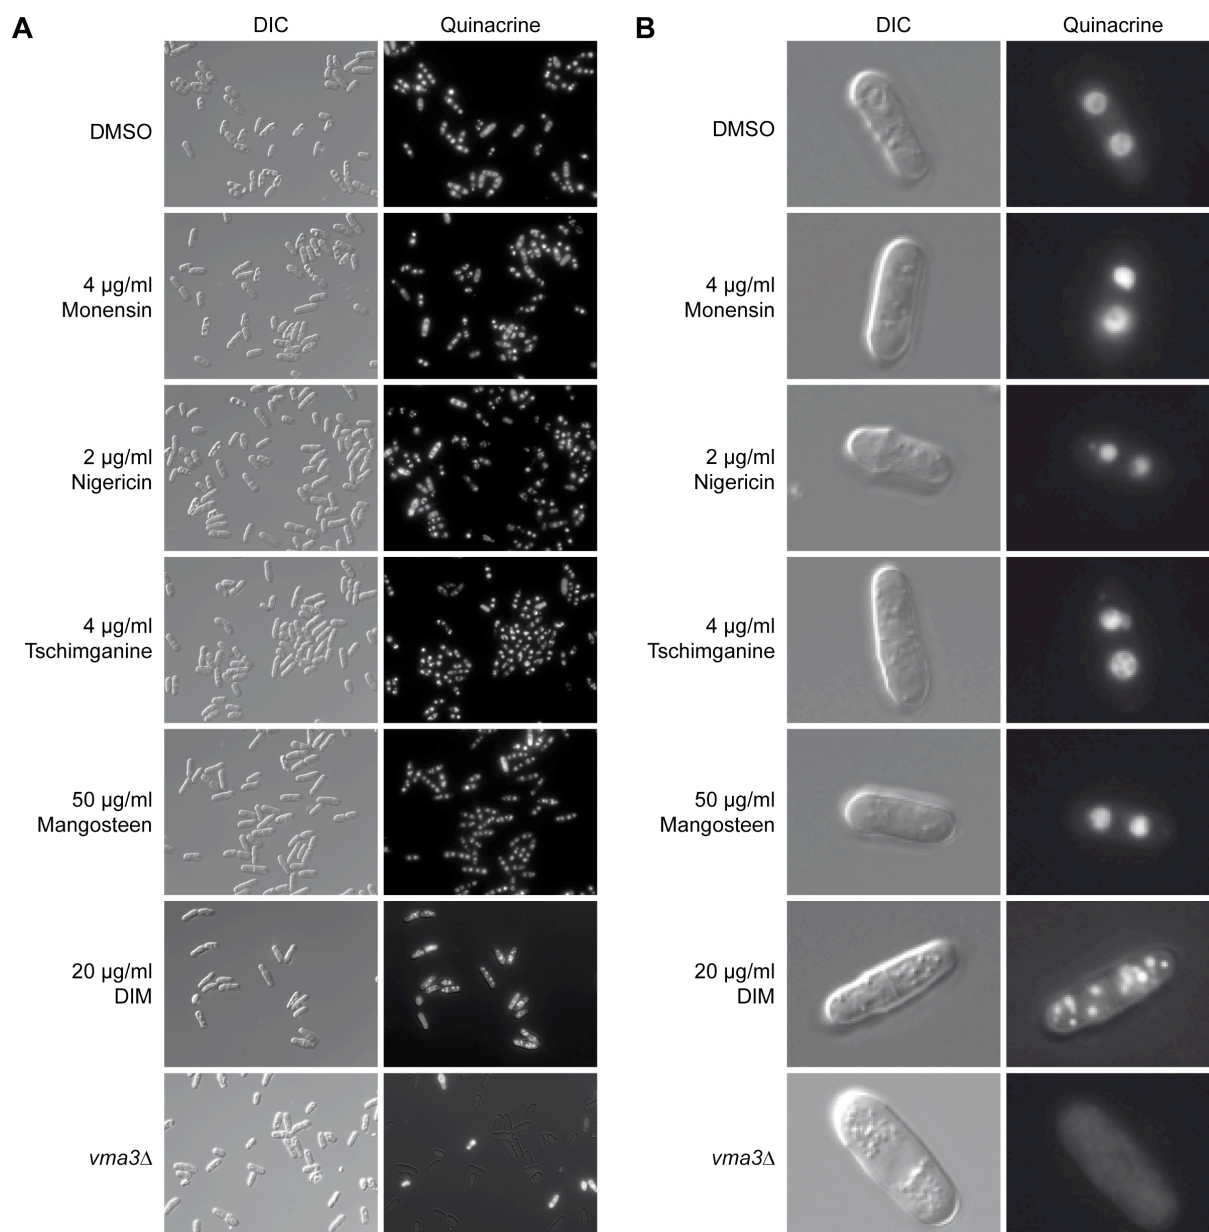 A
DIC
Quinacrine
DMSO
4 µg/ml
Monensin
2 µg/ml
Nigericin
4 µg/ml
Tschimganine
50 µg/ml
Mangosteen
20 µg/ml
DIM
vma3Δ
B
DIC
Quinacrine
DMSO
4 µg/ml
Monensin
2 µg/ml
Nigericin
4 µg/ml
Tschimganine
50 µg/ml
Mangosteen
20 µg/ml
DIM
vma3Δ